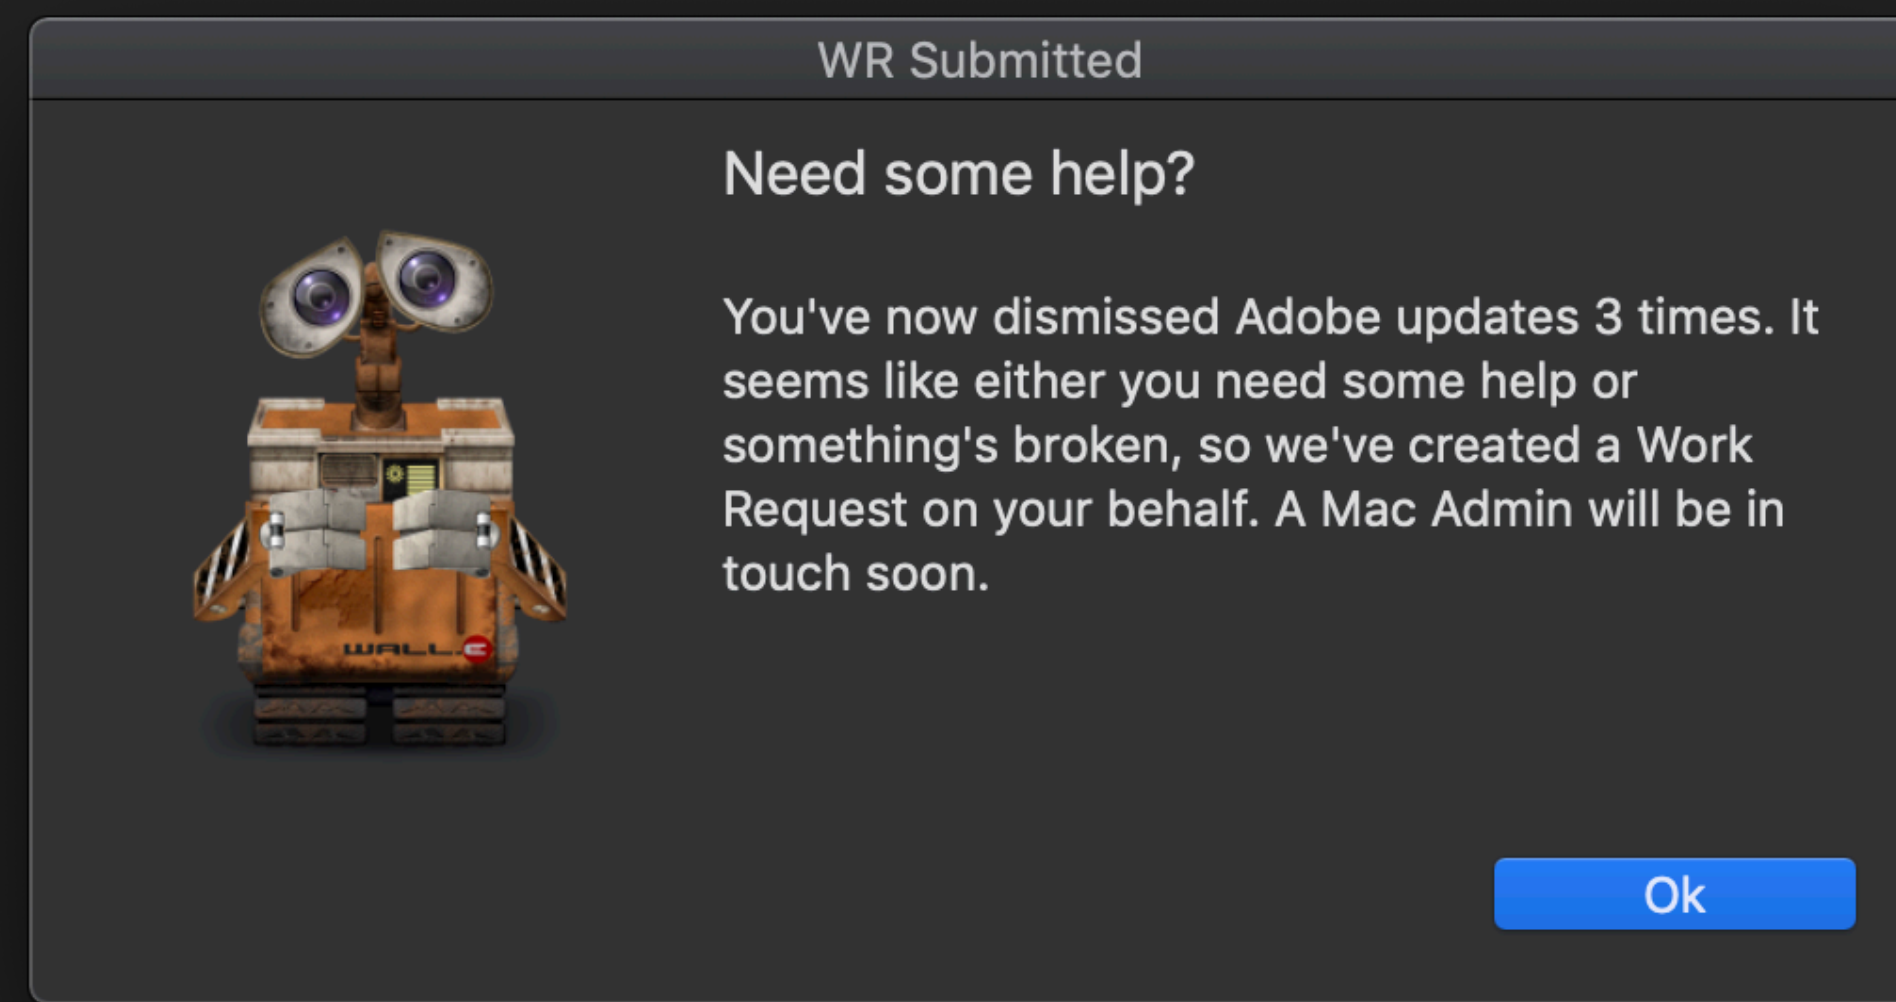 WR Submitted
Need some help?
You've now dismissed Adobe updates 3 times. It
seems like either you need some help or
something's broken, so we've created a Work
Request on your behalf. A Mac Admin will be in
touch soon.
WALL•E
Ok